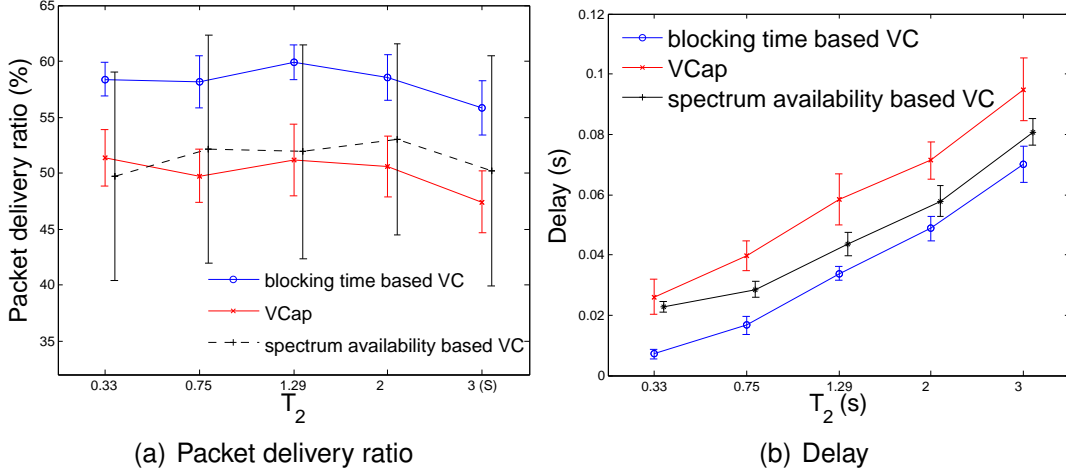 65
60
55
50
45
40
35
Packet delivery ratio (%)
blocking time based VC
VCap
spectrum availability based VC
0.33 0.75 1.29 2 3 (S)
T2
(a) Packet delivery ratio
0.12
0.1
0.08
0.06
0.04
0.02
0
Delay (s)
blocking time based VC
VCap
spectrum availability based VC
0.33 0.75 1.29 2 3
T2 (s)
(b) Delay